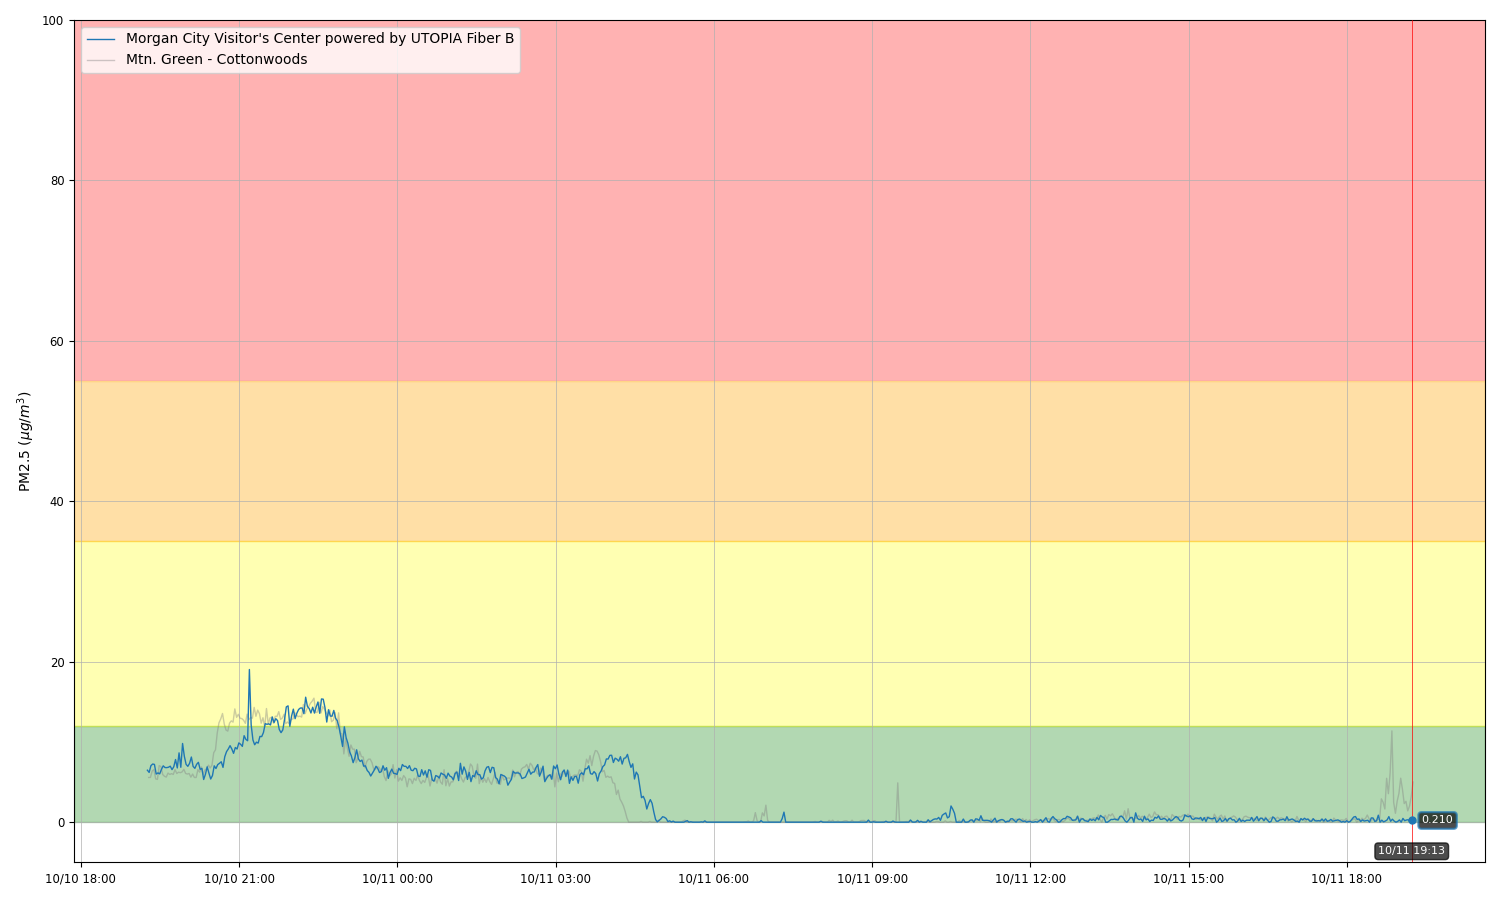 100
80
60
40
20
0
PM2.5 (μg/m³)
Morgan City Visitor's Center powered by UTOPIA Fiber B
Mtn. Green - Cottonwoods
0.210
10/11 19:13
10/10 18:00 10/10 21:00 10/11 00:00 10/11 03:00 10/11 06:00 10/11 09:00 10/11 12:00 10/11 15:00 10/11 18:00